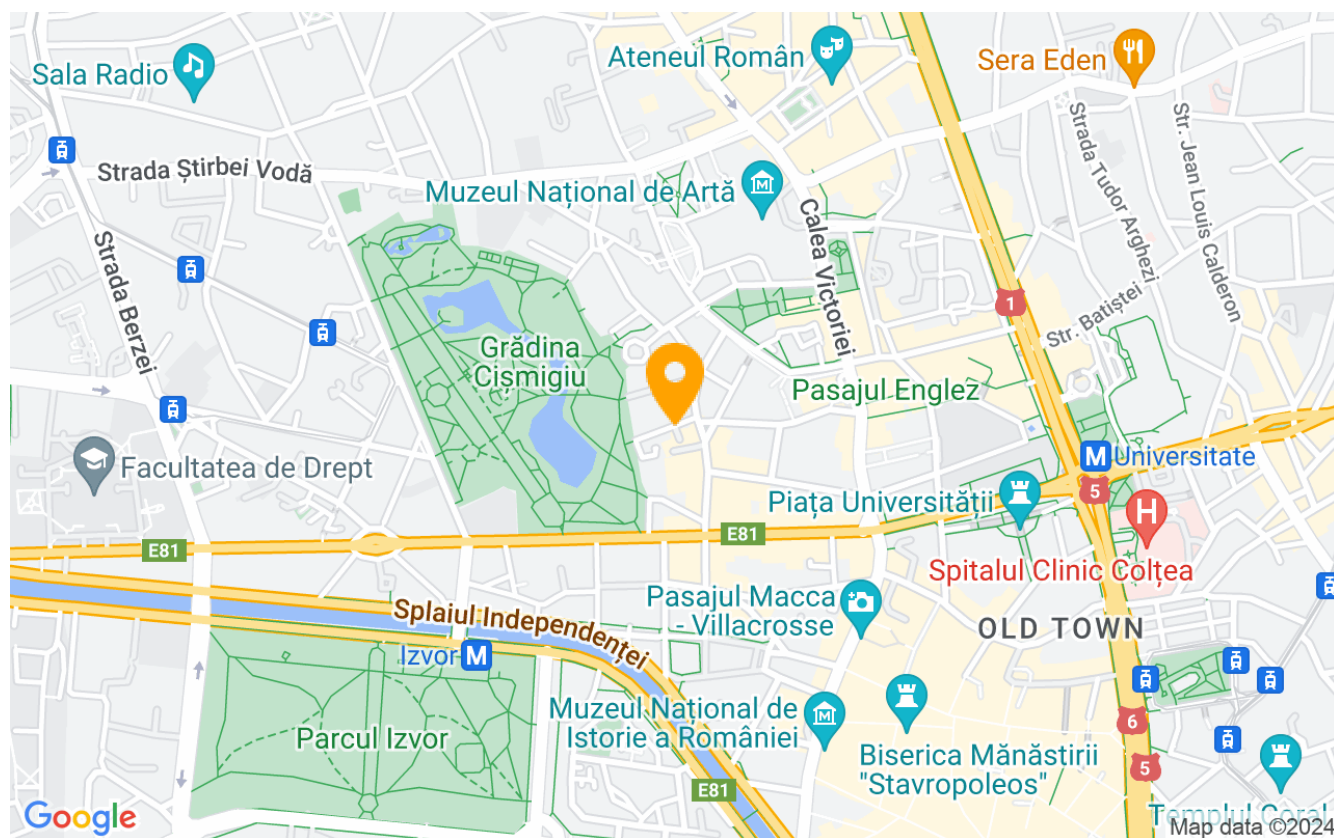 Ateneul Român
Sera Eden
Sala Radio
Strada Tudor Arghezi
Str. Jean Louis Calderon
Strada Știrbei Vodă
Muzeul Național de Artă
Calea Victoriei
Strada Berzei
1
Str. Batiștei
Grădina
Cișmigiu
Pasajul Englez
Facultatea de Drept
M Universitate
5
Piața Universității
H
E81
E81
Spitalul Clinic Colțea
Pasajul Macca
- Villacrosse
Splaiul Independenței
OLD TOWN
Izvor M
Muzeul Național de
Istorie a României
6
Parcul Izvor
Biserica Mănăstirii
"Stavropoleos"
5
E81
Templul Coral
Google
Map data ©2024